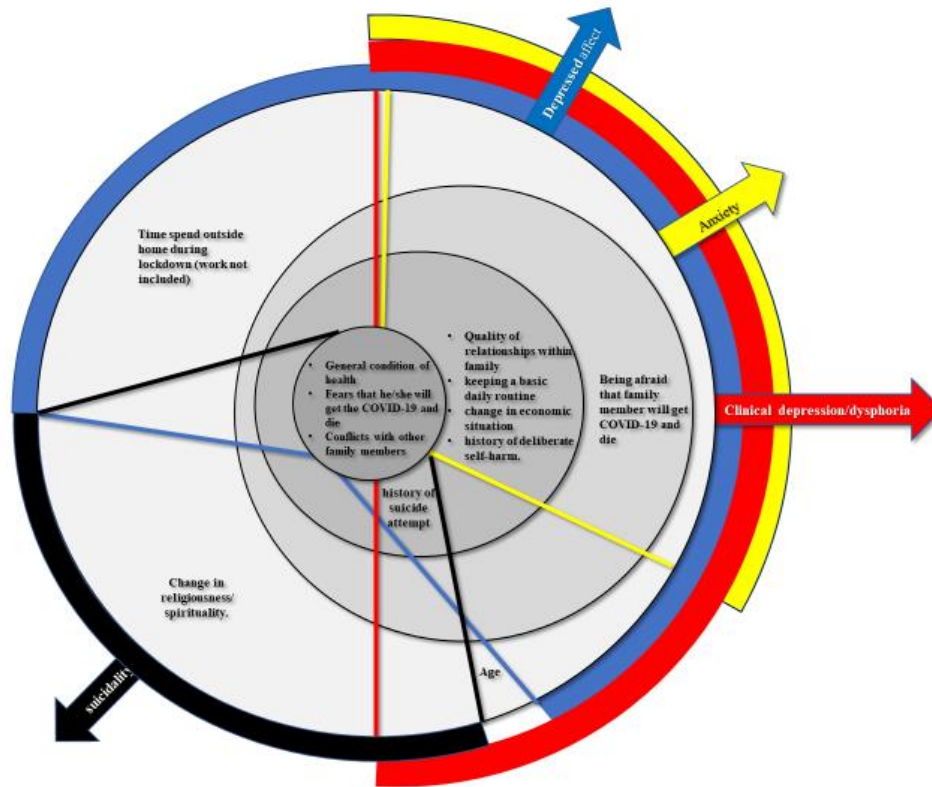 Depressed affect
Anxiety
Time spend outside
home during
lockdown (work not
included)
• General condition of
health
• Fears that he/she will
get the COVID-19 and
die
• Conflicts with other
family members
• Quality of
relationships within
family
• keeping a basic
daily routine
• change in economic
situation
• history of deliberate
self-harm.
Being afraid
that family
member will get
COVID-19 and
die
Clinical depression/dysphoria
history of
suicide
attempt
Change in
religiousness/
spirituality.
Age
suicidality